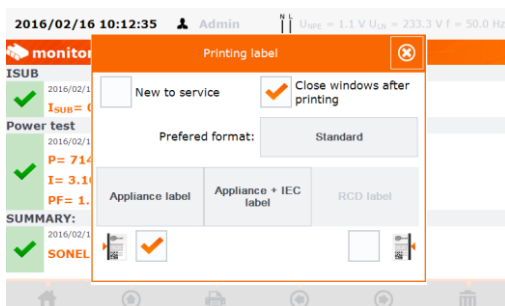 2016/02/16 10:12:35 Admin N L U_NPE = 1.1 V U_LN = 233.3 V f = 50.0 Hz
monitor
Printing label
ISUB
2016/02/1
I_SUB= 0
New to service
Close windows after
printing
Power test
2016/02/1
P= 714
I= 3.1
PF= 1.
Prefered format: Standard
Appliance label
Appliance + IEC
label
RCD label
SUMMARY:
2016/02/1
SONEL